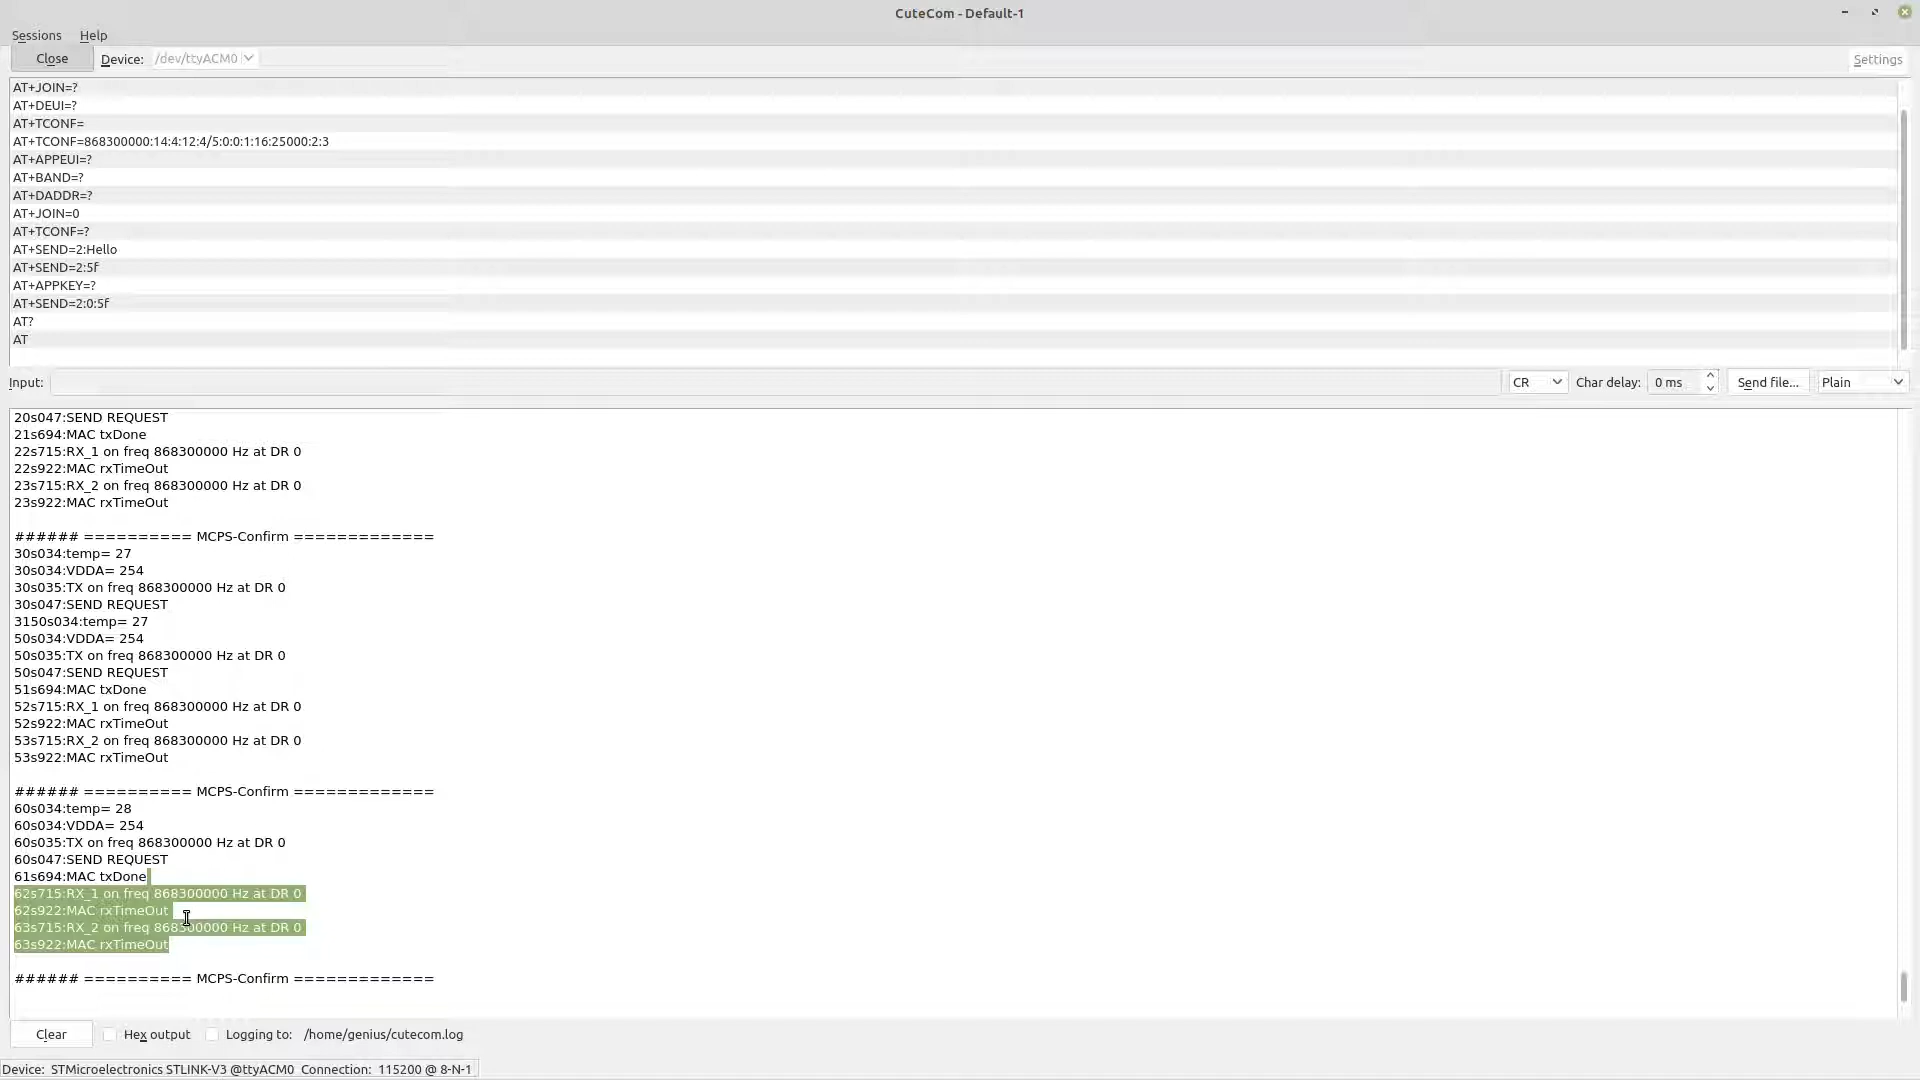 CuteCom - Default-1
Sessions Help
Close Device: /dev/ttyACM0 Settings
AT+JOIN=?
AT+DEUI=?
AT+TCONF=
AT+TCONF=868300000:14:4:12:4/5:0:0:1:16:25000:2:3
AT+APPEUI=?
AT+BAND=?
AT+DADDR=?
AT+JOIN=0
AT+TCONF=?
AT+SEND=2:Hello
AT+SEND=2:5f
AT+APPKEY=?
AT+SEND=2:0:5f
AT?
AT
Input: CR Char delay: 0 ms Send file... Plain
20s047:SEND REQUEST
21s694:MAC txDone
22s715:RX_1 on freq 868300000 Hz at DR 0
22s922:MAC rxTimeOut
23s715:RX_2 on freq 868300000 Hz at DR 0
23s922:MAC rxTimeOut
###### ========== MCPS-Confirm =============
30s034:temp= 27
30s034:VDDA= 254
30s035:TX on freq 868300000 Hz at DR 0
30s047:SEND REQUEST
3150s034:temp= 27
50s034:VDDA= 254
50s035:TX on freq 868300000 Hz at DR 0
50s047:SEND REQUEST
51s694:MAC txDone
52s715:RX_1 on freq 868300000 Hz at DR 0
52s922:MAC rxTimeOut
53s715:RX_2 on freq 868300000 Hz at DR 0
53s922:MAC rxTimeOut
###### ========== MCPS-Confirm =============
60s034:temp= 28
60s034:VDDA= 254
60s035:TX on freq 868300000 Hz at DR 0
60s047:SEND REQUEST
61s694:MAC txDone
62s715:RX_1 on freq 868300000 Hz at DR 0
62s922:MAC rxTimeOut
63s715:RX_2 on freq 868300000 Hz at DR 0
63s922:MAC rxTimeOut
###### ========== MCPS-Confirm =============
Clear Hex output Logging to: /home/genius/cutecom.log
Device: STMicroelectronics STLINK-V3 @ttyACM0 Connection: 115200 @ 8-N-1